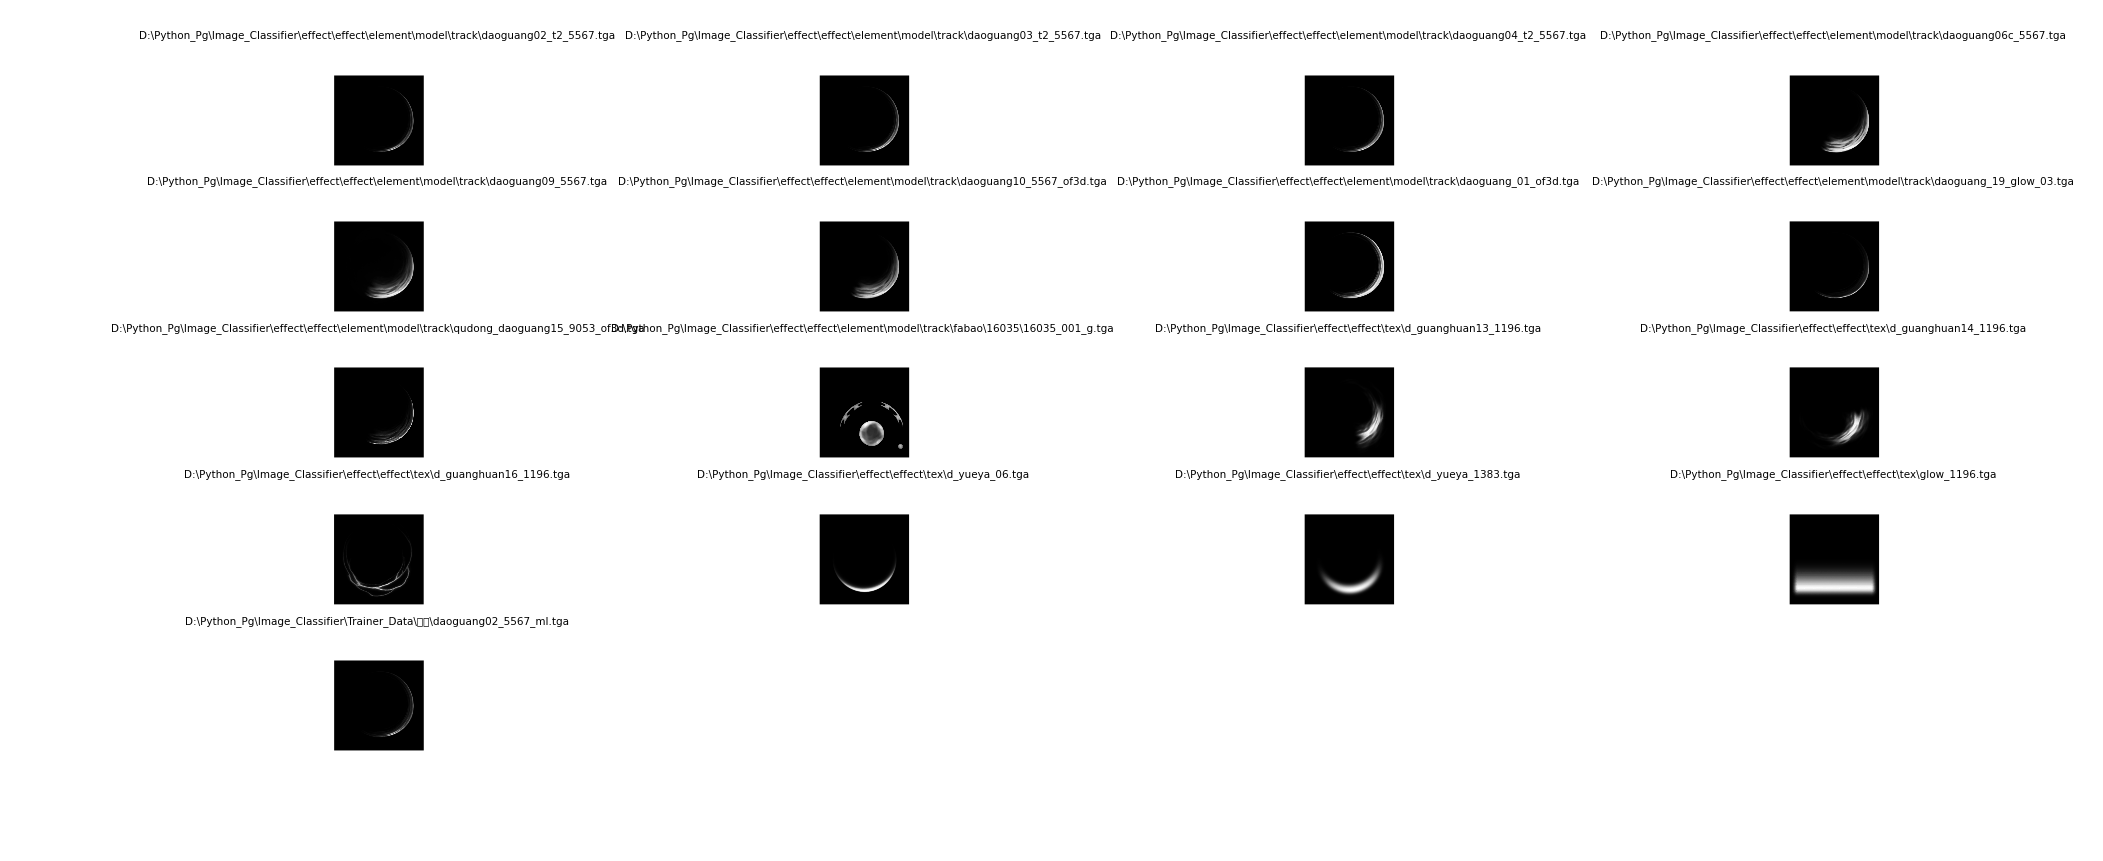 D:\Python_Pg\Image_Classifier\effect\effect\element\model\track\daoguang02_t2_5567.tga
D:\Python_Pg\Image_Classifier\effect\effect\element\model\track\daoguang03_t2_5567.tga
D:\Python_Pg\Image_Classifier\effect\effect\element\model\track\daoguang04_t2_5567.tga
D:\Python_Pg\Image_Classifier\effect\effect\element\model\track\daoguang06c_5567.tga
D:\Python_Pg\Image_Classifier\effect\effect\element\model\track\daoguang09_5567.tga
D:\Python_Pg\Image_Classifier\effect\effect\element\model\track\daoguang10_5567_of3d.tga
D:\Python_Pg\Image_Classifier\effect\effect\element\model\track\daoguang_01_of3d.tga
D:\Python_Pg\Image_Classifier\effect\effect\element\model\track\daoguang_19_glow_03.tga
D:\Python_Pg\Image_Classifier\effect\effect\element\model\track\qudong_daoguang15_9053_of3d.tga
D:\Python_Pg\Image_Classifier\effect\effect\element\model\track\fabao\16035\16035_001_g.tga
D:\Python_Pg\Image_Classifier\effect\effect\tex\d_guanghuan13_1196.tga
D:\Python_Pg\Image_Classifier\effect\effect\tex\d_guanghuan14_1196.tga
D:\Python_Pg\Image_Classifier\effect\effect\tex\d_guanghuan16_1196.tga
D:\Python_Pg\Image_Classifier\effect\effect\tex\d_yueya_06.tga
D:\Python_Pg\Image_Classifier\effect\effect\tex\d_yueya_1383.tga
D:\Python_Pg\Image_Classifier\effect\effect\tex\glow_1196.tga
D:\Python_Pg\Image_Classifier\Trainer_Data\□□\daoguang02_5567_ml.tga